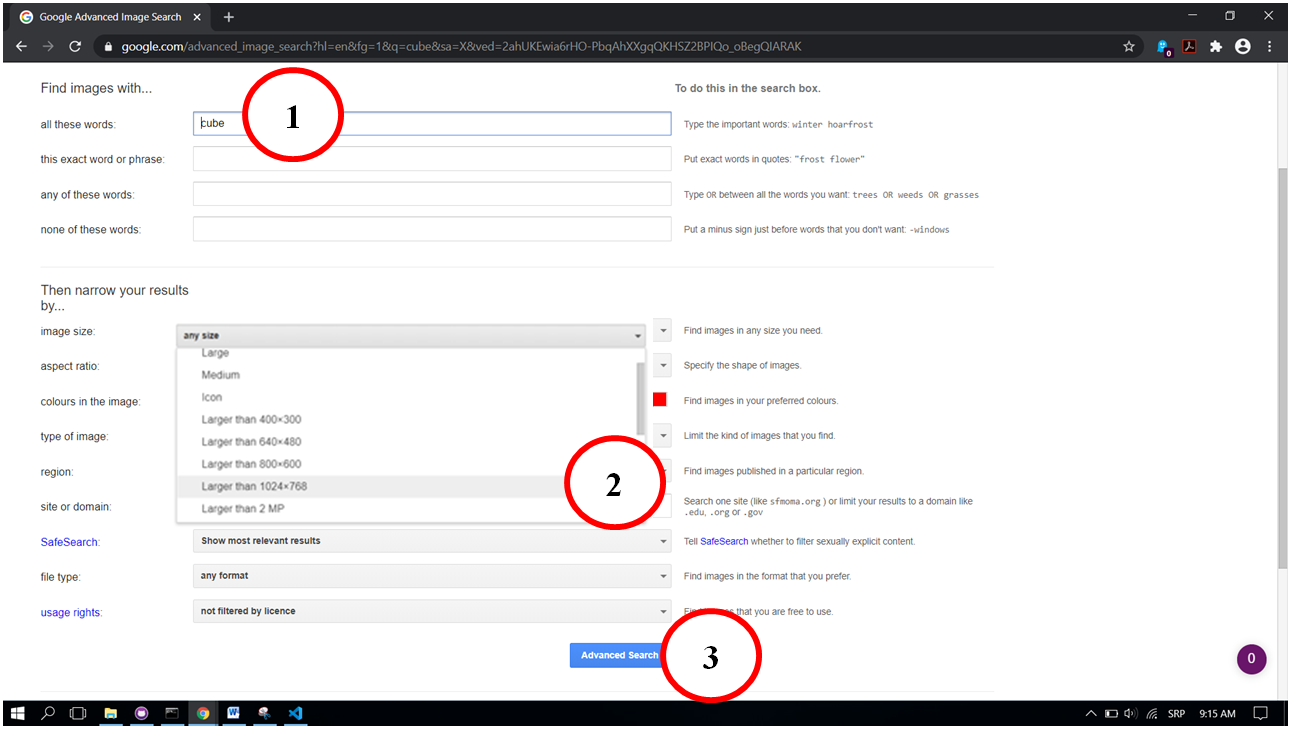 Google Advanced Image Search
google.com/advanced_image_search?hl=en&fg=1&q=cube&sa=X&ved=2ahUKEwia6rHO-PbqAhXXgqQKHSZ2BPIQo_oBegQIARAK
0
Find images with...
To do this in the search box.
all these words:
cube
1
Type the important words: winter hoarfrost
this exact word or phrase:
Put exact words in quotes: "frost flower"
any of these words:
Type OR between all the words you want: trees OR weeds OR grasses
none of these words:
Put a minus sign just before words that you don't want: -windows
Then narrow your results
by...
image size:
any size
Find images in any size you need.
Large
aspect ratio:
Specify the shape of images.
Medium
colours in the image:
Icon
Find images in your preferred colours.
Larger than 400×300
type of image:
Larger than 640×480
Limit the kind of images that you find.
region:
Larger than 800×600
Find images published in a particular region.
Larger than 1024×768
2
site or domain:
Larger than 2 MP
Search one site (like sfmoma.org ) or limit your results to a domain like
.edu, .org or .gov
SafeSearch:
Show most relevant results
Tell SafeSearch whether to filter sexually explicit content.
file type:
any format
Find images in the format that you prefer.
usage rights:
not filtered by licence
that you are free to use.
Advanced Search
3
0
SRP
9:15 AM